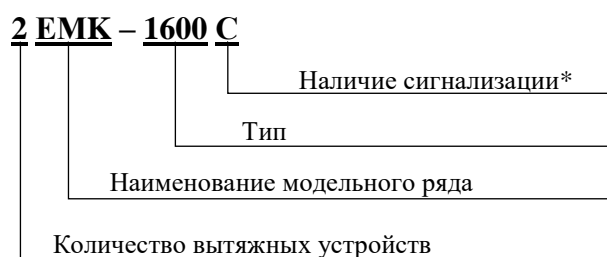 2 EMK – 1600 C
Наличие сигнализации*
Тип
Наименование модельного ряда
Количество вытяжных устройств